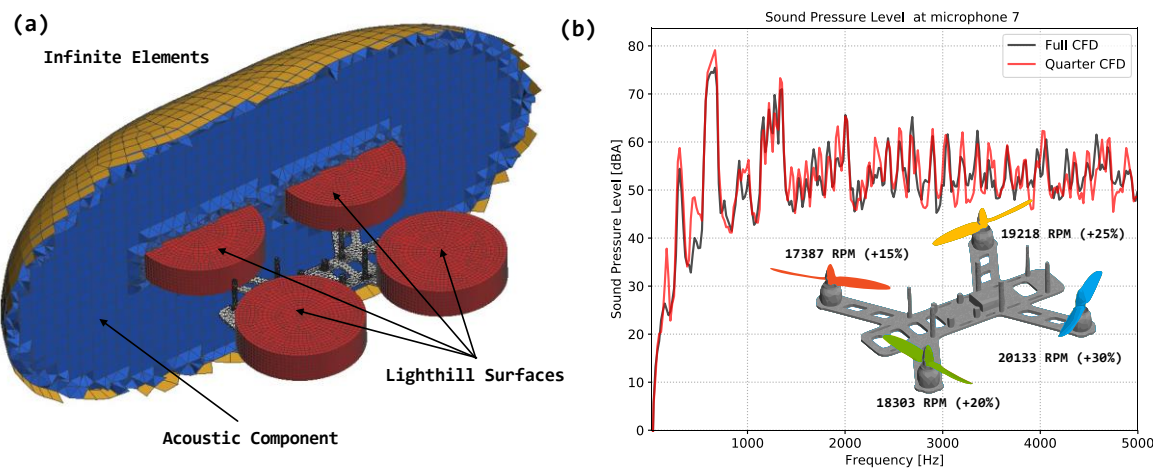 (a)
Infinite Elements
Lighthill Surfaces
Acoustic Component
(b)
Sound Pressure Level at microphone 7
Full CFD
Quarter CFD
Sound Pressure Level [dBA]
80
70
60
50
40
30
20
10
0
17387 RPM (+15%)
19218 RPM (+25%)
20133 RPM (+30%)
18303 RPM (+20%)
1000 2000 3000 4000 5000
Frequency [Hz]